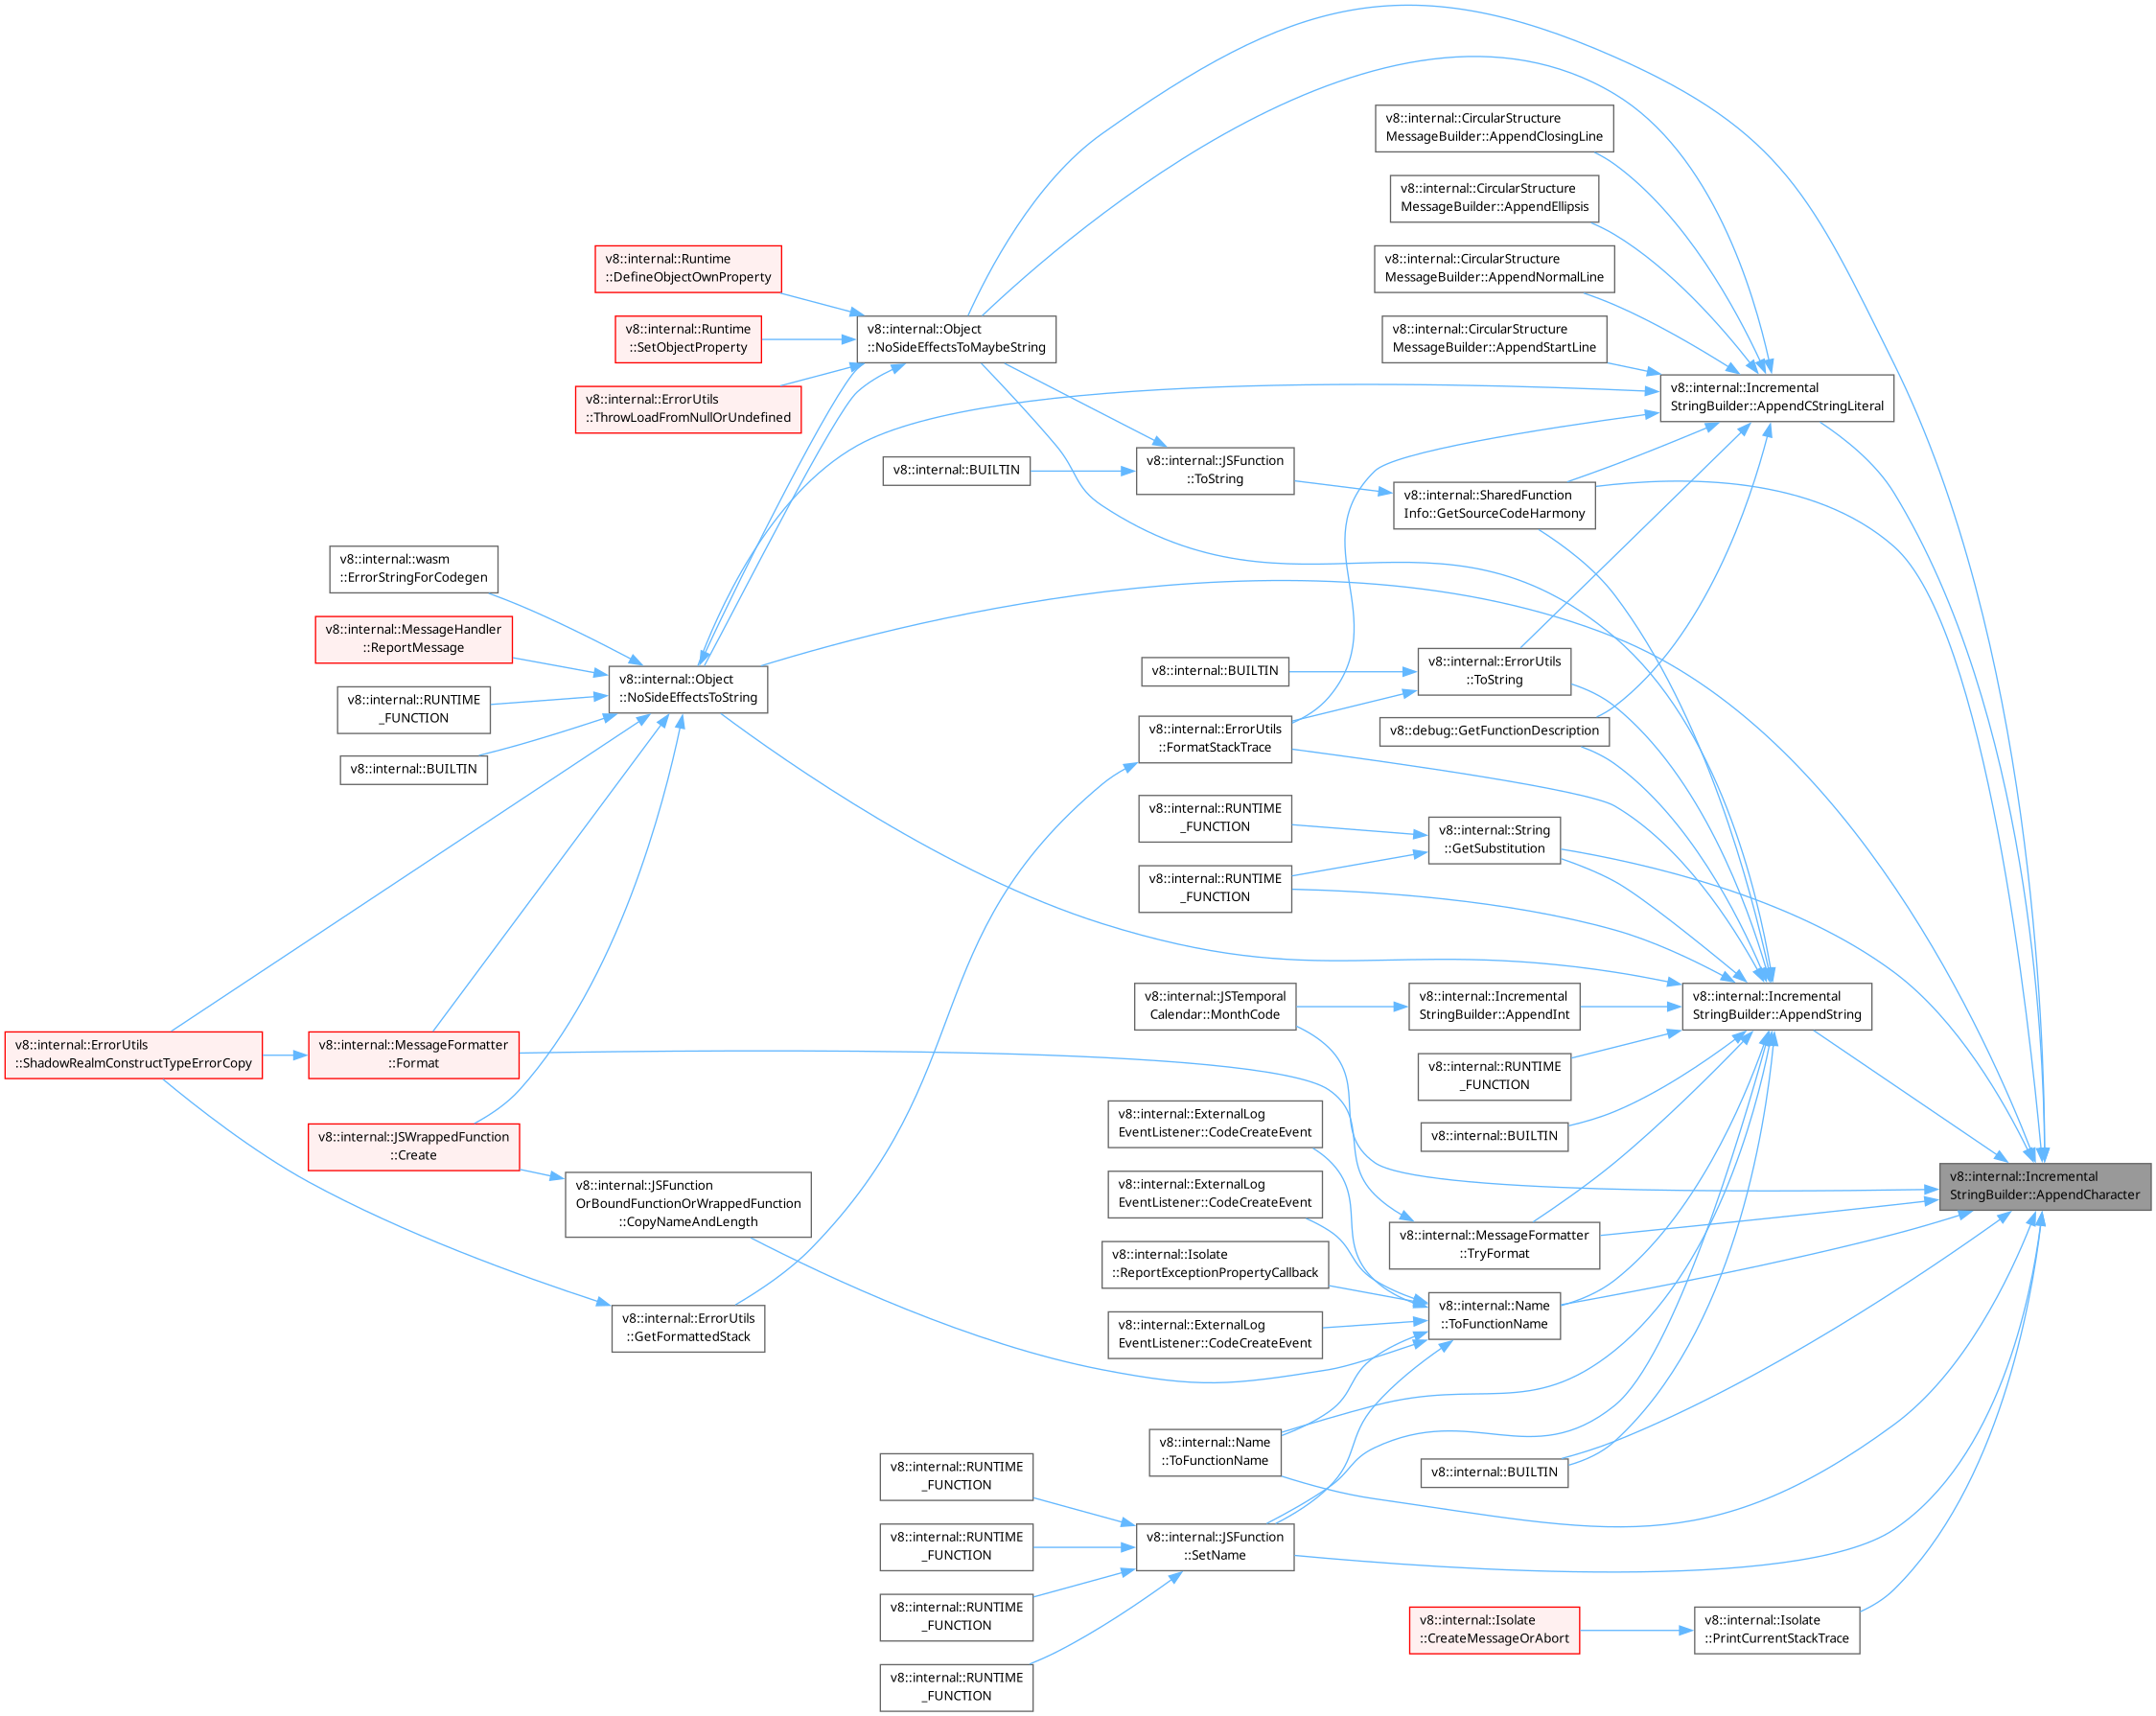 v8::internal::CircularStructure
MessageBuilder::AppendClosingLine
v8::internal::CircularStructure
MessageBuilder::AppendEllipsis
v8::internal::Runtime
::DefineObjectOwnProperty
v8::internal::CircularStructure
MessageBuilder::AppendNormalLine
v8::internal::Runtime
::SetObjectProperty
v8::internal::Object
::NoSideEffectsToMaybeString
v8::internal::CircularStructure
MessageBuilder::AppendStartLine
v8::internal::ErrorUtils
::ThrowLoadFromNullOrUndefined
v8::internal::Incremental
StringBuilder::AppendCStringLiteral
v8::internal::BUILTIN
v8::internal::JSFunction
::ToString
v8::internal::SharedFunction
Info::GetSourceCodeHarmony
v8::internal::wasm
::ErrorStringForCodegen
v8::internal::MessageHandler
::ReportMessage
v8::internal::Object
::NoSideEffectsToString
v8::internal::BUILTIN
v8::internal::ErrorUtils
::ToString
v8::internal::RUNTIME
_FUNCTION
v8::internal::ErrorUtils
::FormatStackTrace
v8::debug::GetFunctionDescription
v8::internal::BUILTIN
v8::internal::RUNTIME
_FUNCTION
v8::internal::String
::GetSubstitution
v8::internal::RUNTIME
_FUNCTION
v8::internal::JSTemporal
Calendar::MonthCode
v8::internal::Incremental
StringBuilder::AppendInt
v8::internal::Incremental
StringBuilder::AppendString
v8::internal::ErrorUtils
::ShadowRealmConstructTypeErrorCopy
v8::internal::MessageFormatter
::Format
v8::internal::RUNTIME
_FUNCTION
v8::internal::ExternalLog
EventListener::CodeCreateEvent
v8::internal::BUILTIN
v8::internal::JSWrappedFunction
::Create
v8::internal::JSFunction
OrBoundFunctionOrWrappedFunction
::CopyNameAndLength
v8::internal::ExternalLog
EventListener::CodeCreateEvent
v8::internal::Incremental
StringBuilder::AppendCharacter
v8::internal::Isolate
::ReportExceptionPropertyCallback
v8::internal::MessageFormatter
::TryFormat
v8::internal::ErrorUtils
::GetFormattedStack
v8::internal::ExternalLog
EventListener::CodeCreateEvent
v8::internal::Name
::ToFunctionName
v8::internal::Name
::ToFunctionName
v8::internal::BUILTIN
v8::internal::RUNTIME
_FUNCTION
v8::internal::RUNTIME
_FUNCTION
v8::internal::JSFunction
::SetName
v8::internal::RUNTIME
_FUNCTION
v8::internal::Isolate
::CreateMessageOrAbort
v8::internal::Isolate
::PrintCurrentStackTrace
v8::internal::RUNTIME
_FUNCTION